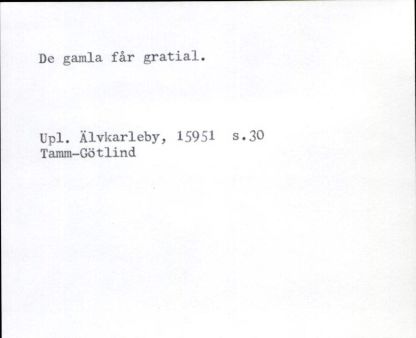 De gamla får gratial.
Upl. Älvkarleby, 15951 s.30
Tamm-Götlind